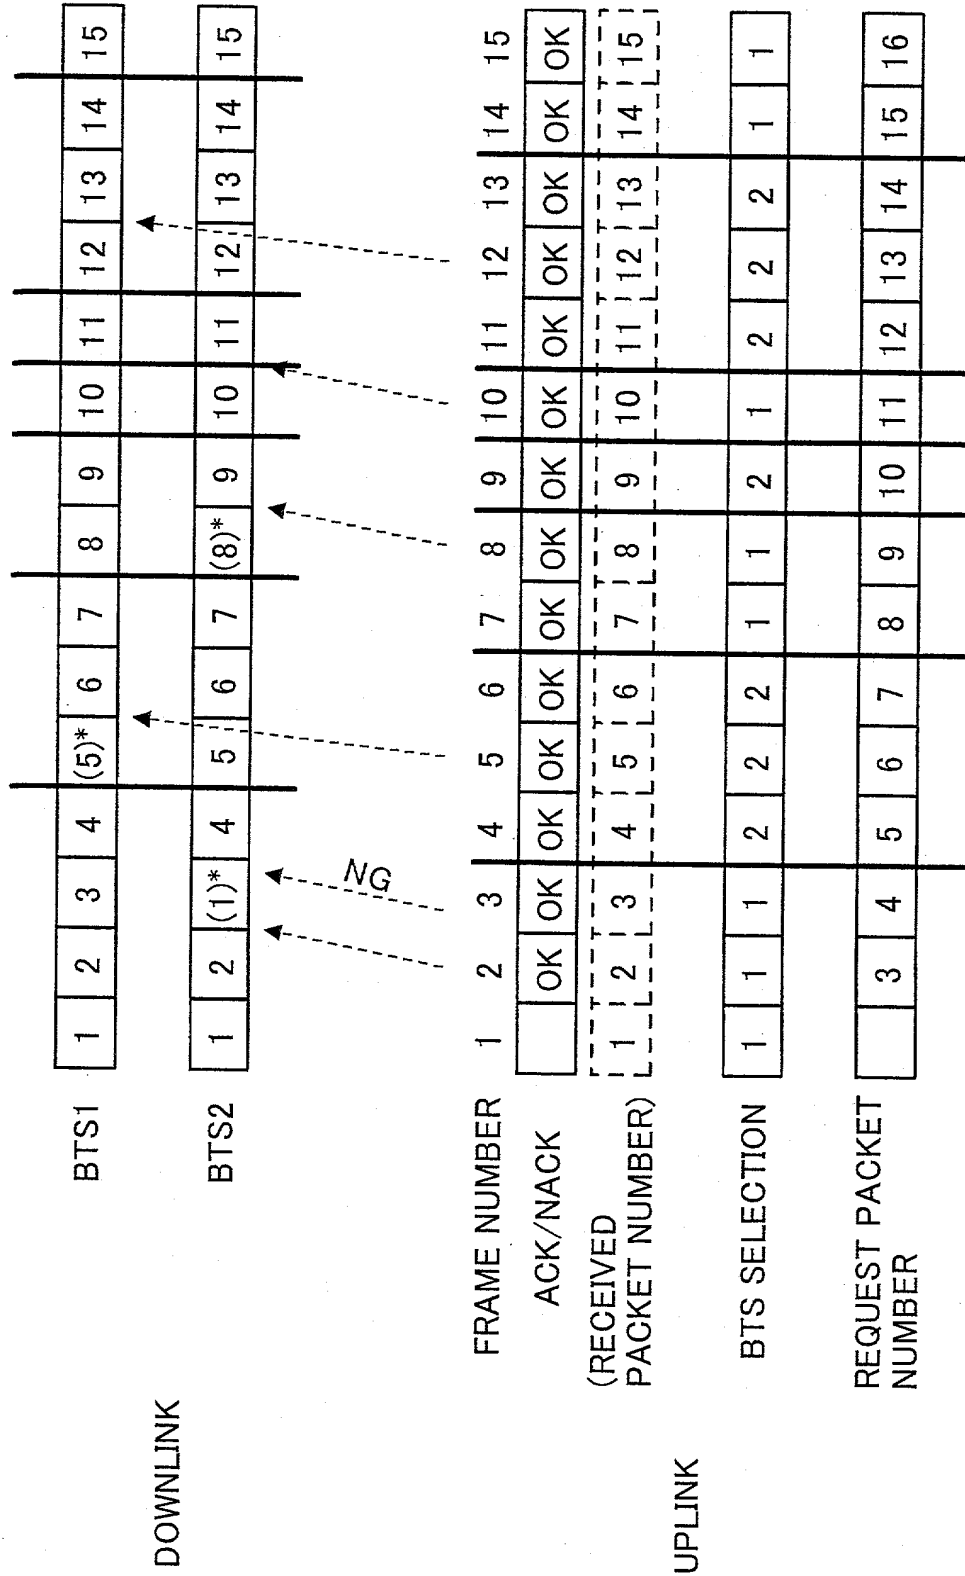 DOWNLINK
BTS1 1 2 3 4 (5)* 6 7 8 9 10 11 12 13 14 15
BTS2 1 2 (1)* 4 5 6 7 (8)* 9 10 11 12 13 14 15
NG
UPLINK
FRAME NUMBER 1 2 3 4 5 6 7 8 9 10 11 12 13 14 15
ACK/NACK OK OK OK OK OK OK OK OK OK OK OK OK OK OK
(RECEIVED
PACKET NUMBER) 1 2 3 4 5 6 7 8 9 10 11 12 13 14 15
BTS SELECTION 1 1 1 2 2 2 1 1 2 1 2 2 2 1 1
REQUEST PACKET
NUMBER 3 4 5 6 7 8 9 10 11 12 13 14 15 16